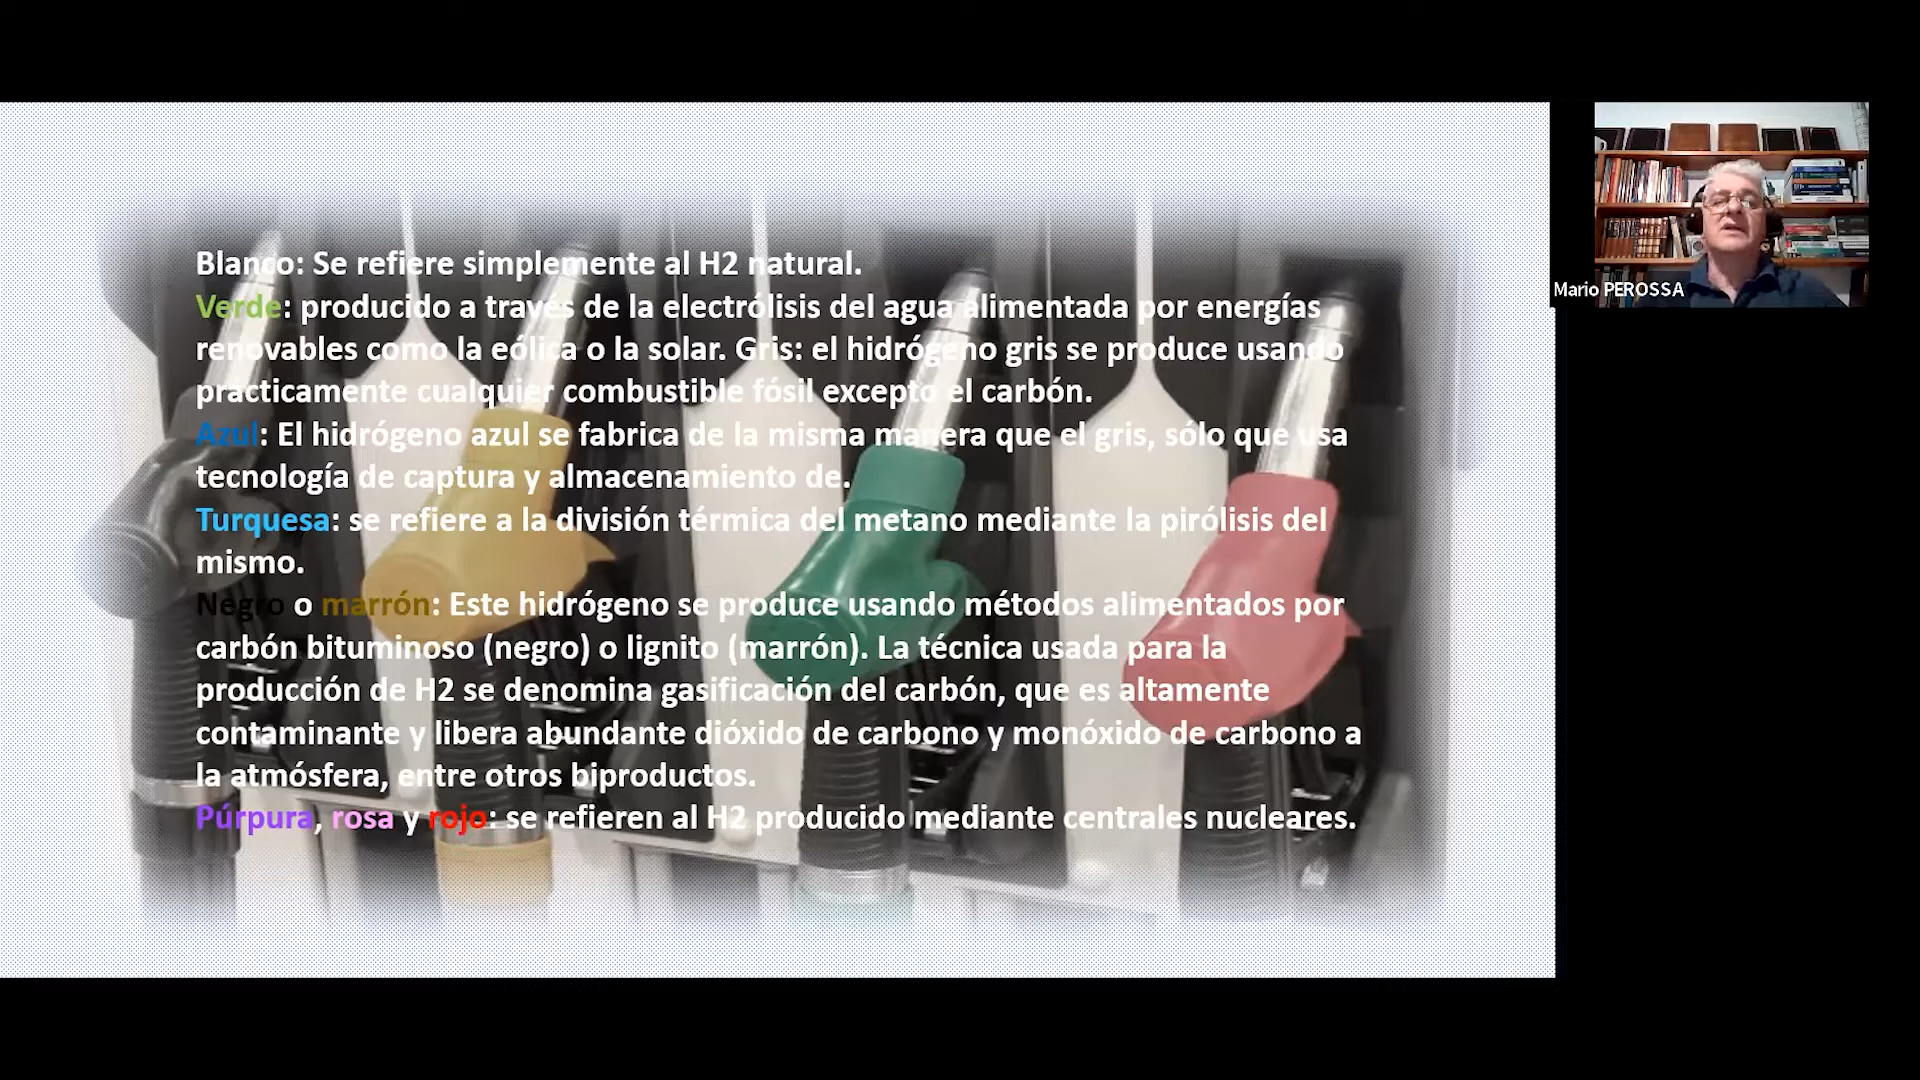 Blanco: Se refiere simplemente al H2 natural.
Verde: producido a través de la electrólisis del agua alimentada por energías
renovables como la eólica o la solar. Gris: el hidrógeno gris se produce usando
prácticamente cualquier combustible fósil excepto el carbón.
Azul: El hidrógeno azul se fabrica de la misma manera que el gris, sólo que usa
tecnología de captura y almacenamiento de.
Turquesa: se refiere a la división térmica del metano mediante la pirólisis del
mismo.
Negro o marrón: Este hidrógeno se produce usando métodos alimentados por
carbón bituminoso (negro) o lignito (marrón). La técnica usada para la
producción de H2 se denomina gasificación del carbón, que es altamente
contaminante y libera abundante dióxido de carbono y monóxido de carbono a
la atmósfera, entre otros biproductos.
Púrpura, rosa y rojo: se refieren al H2 producido mediante centrales nucleares.
Mario PEROSSA